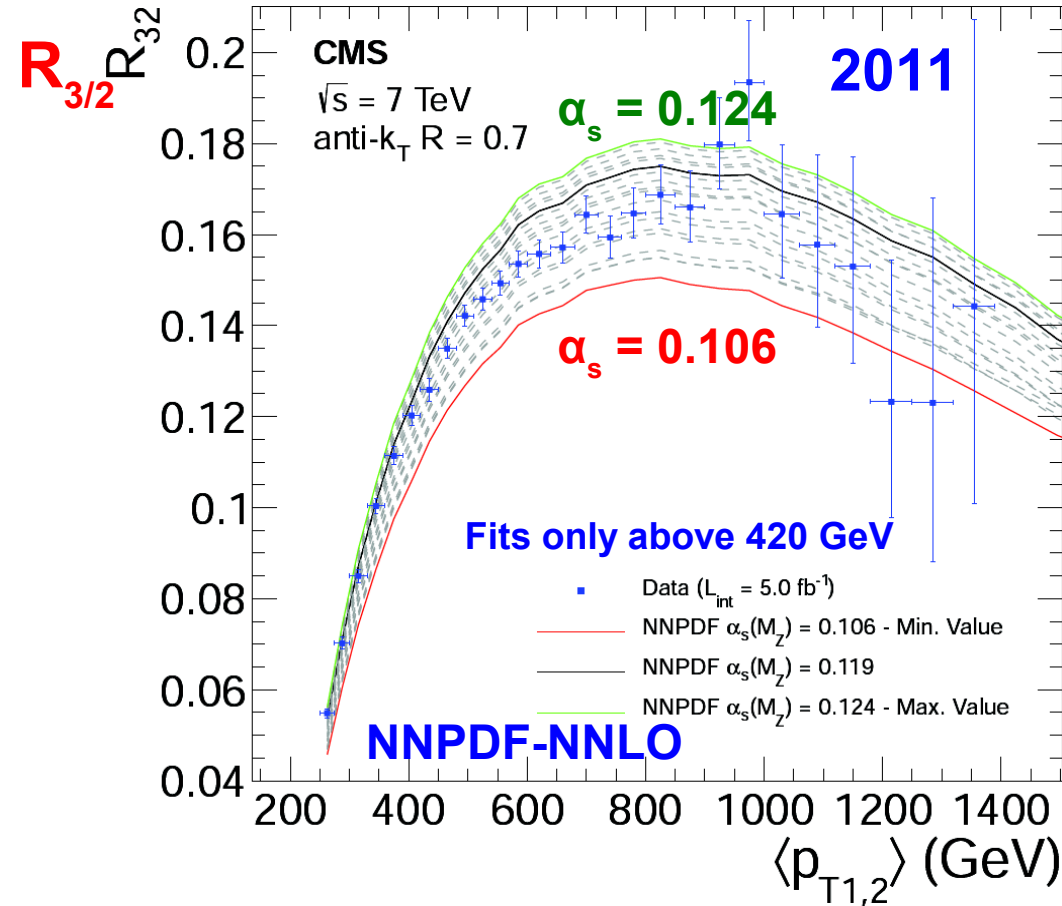 R3/2
R32
CMS
√s = 7 TeV
anti-kT R = 0.7
2011
αs = 0.124
αs = 0.106
Fits only above 420 GeV
Data (Lint = 5.0 fb-1)
NNPDF αs(MZ) = 0.106 - Min. Value
NNPDF αs(MZ) = 0.119
NNPDF αs(MZ) = 0.124 - Max. Value
NNPDF-NNLO
0.2
0.18
0.16
0.14
0.12
0.1
0.08
0.06
0.04
200 400 600 800 1000 1200 1400
⟨pT1,2⟩ (GeV)